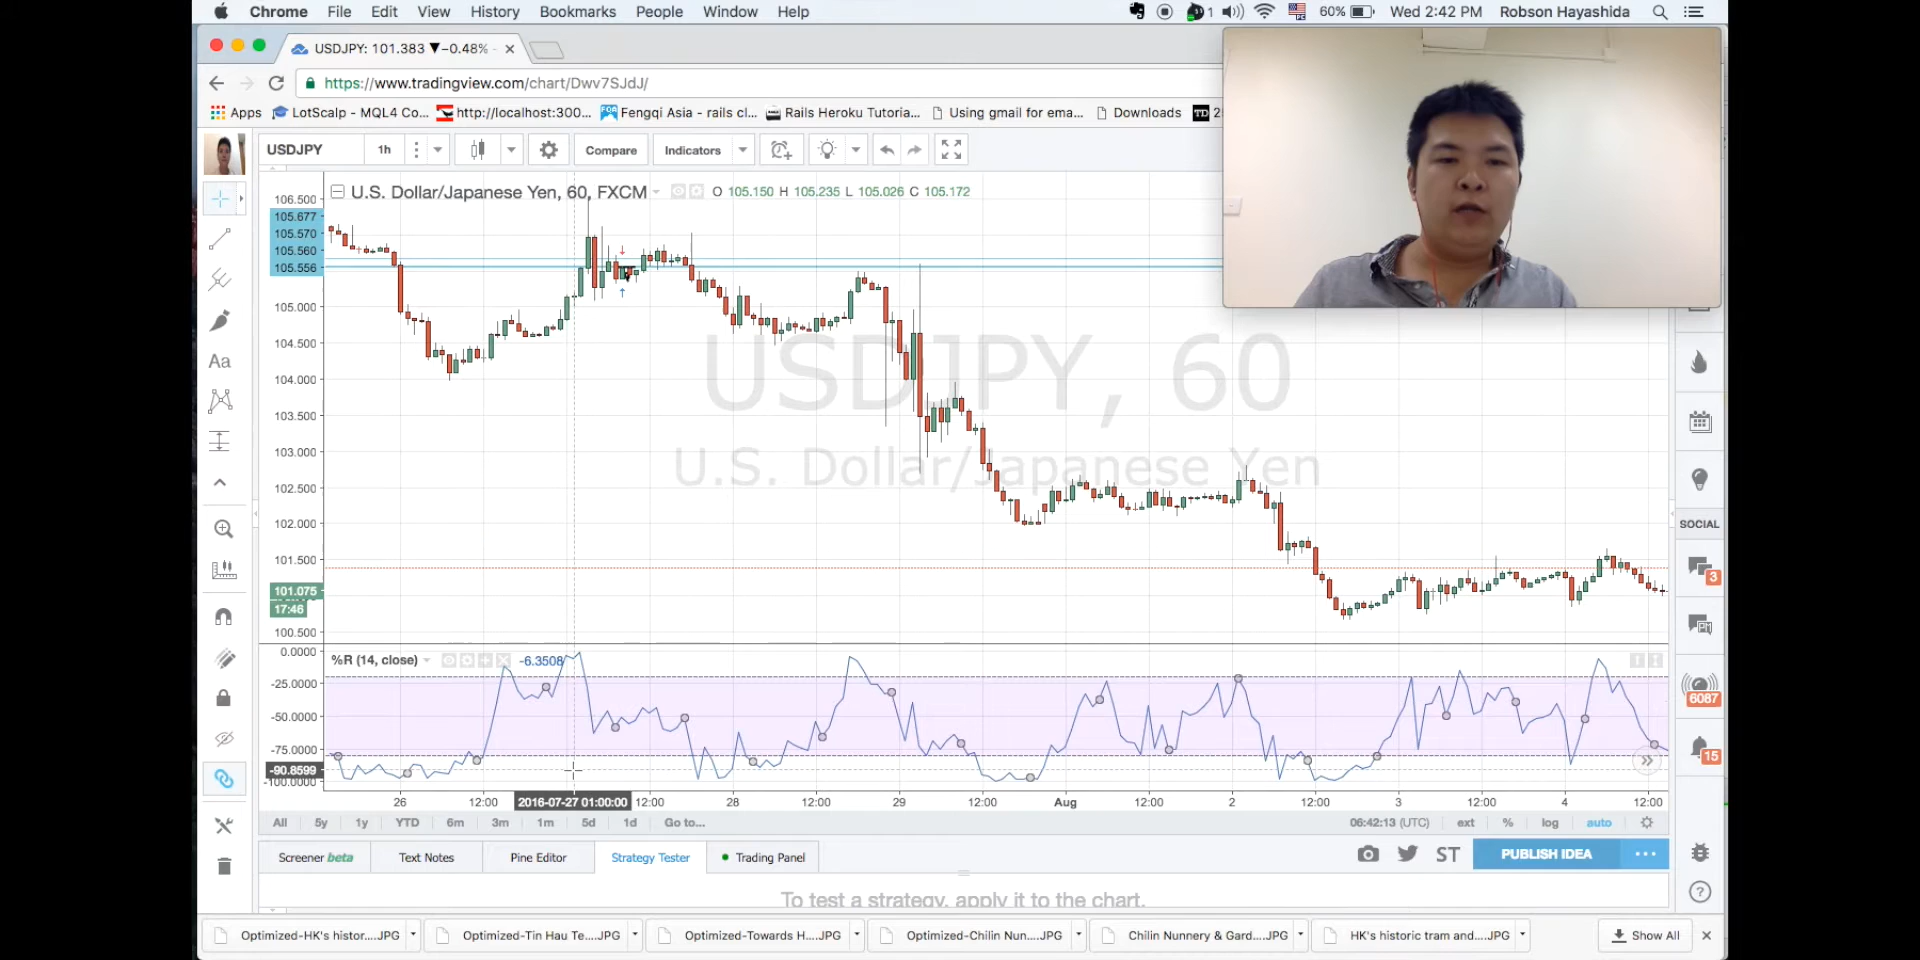 Chrome File Edit View History Bookmarks People Window Help 1 60% Wed 2:42 PM Robson Hayashida
USDJPY: 101.383 ▼−0.48%
https://www.tradingview.com/chart/Dwv7SJdJ/
Apps LotScalp - MQL4 Co... http://localhost:300... FQA Fengqi Asia - rails cl... Rails Heroku Tutoria... Using gmail for ema... Downloads TD 2
USDJPY 1h Compare Indicators
U.S. Dollar/Japanese Yen, 60, FXCM O 105.150 H 105.235 L 105.026 C 105.172
106.500
105.677
105.570
105.560
105.556
105.000
104.500
104.000
103.500
103.000
102.500
102.000
101.500
101.075
17:46
100.500
USDJPY, 60
U.S. Dollar/Japanese Yen
Aa
SOCIAL
3
6087
15
%R (14, close) -6.3508
0.0000
-25.0000
-50.0000
-75.0000
-90.8599
-100.0000
26 12:00 2016-07-27 01:00:00 12:00 28 12:00 29 12:00 Aug 12:00 2 12:00 3 12:00 4 12:00
All 5y 1y YTD 6m 3m 1m 5d 1d Go to... 06:42:13 (UTC) ext % log auto
Screener beta Text Notes Pine Editor Strategy Tester Trading Panel ST PUBLISH IDEA
To test a strategy, apply it to the chart.
Optimized-HK's histor....JPG Optimized-Tin Hau Te....JPG Optimized-Towards H....JPG Optimized-Chilin Nun....JPG Chilin Nunnery & Gard....JPG HK's historic tram and....JPG Show All